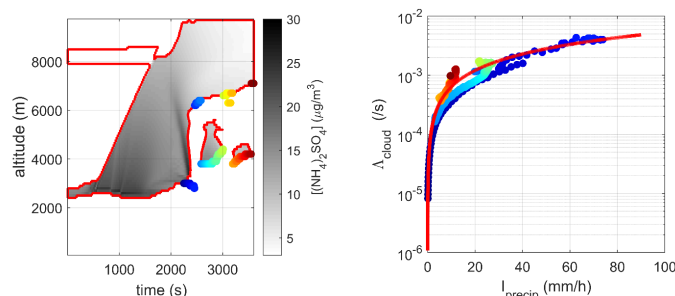 8000
6000
4000
2000
altitude (m)
1000 2000 3000
time (s)
30
25
20
15
10
5
[(NH4)2SO4] (μg/m3)
10-2
10-3
10-4
10-5
10-6
Λcloud (/s)
0 20 40 60 80 100
Iprecip (mm/h)